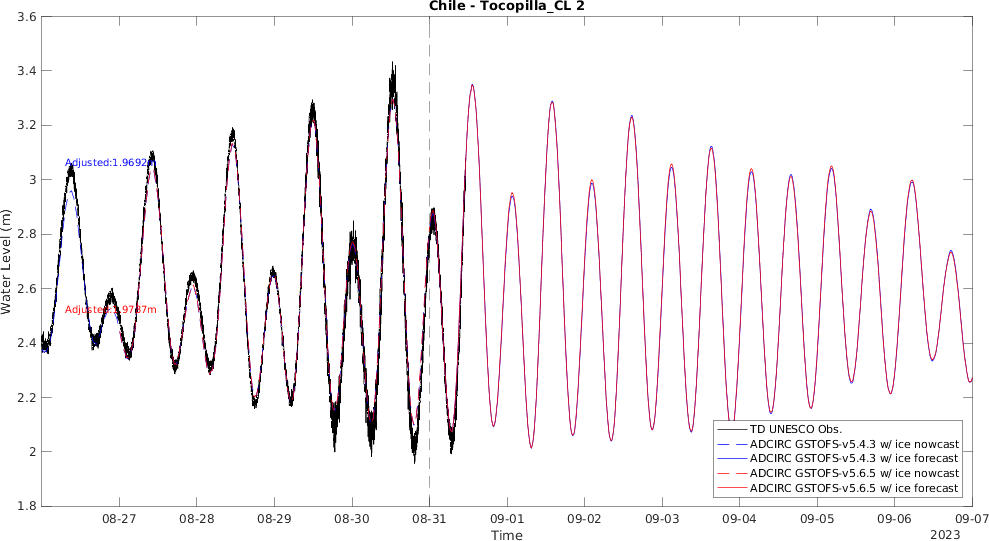 Chile - Tocopilla_CL 2
3.6
3.4
3.2
3
2.8
2.6
2.4
2.2
2
1.8
Water Level (m)
Adjusted:1.9692
TD UNESCO Obs.
ADCIRC GSTOFS-v5.4.3 w/ ice nowcast
ADCIRC GSTOFS-v5.4.3 w/ ice forecast
ADCIRC GSTOFS-v5.6.5 w/ ice nowcast
ADCIRC GSTOFS-v5.6.5 w/ ice forecast
08-27 08-28 08-29 08-30 08-31 09-01 09-02 09-03 09-04 09-05 09-06 09-07
Time
2023